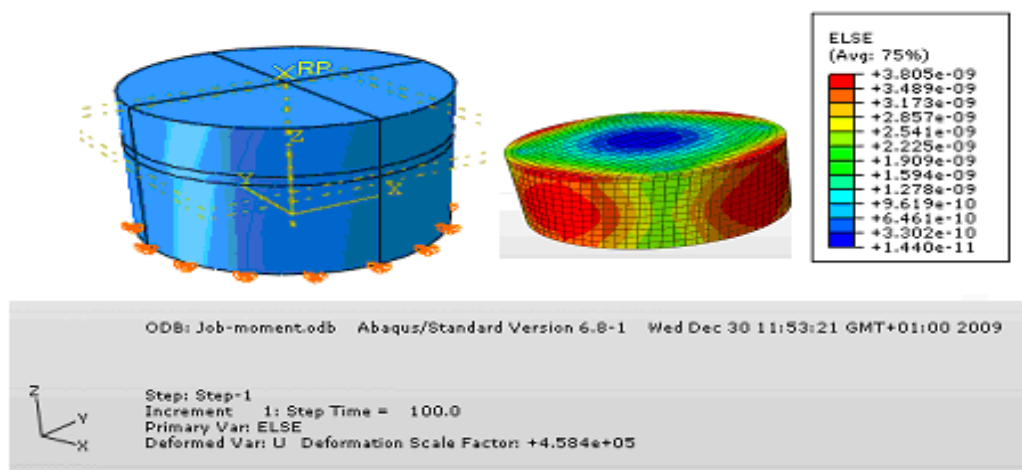 RP
Z
Y
X
ELSE
(Avg: 75%)
+3.805e-09
+3.489e-09
+3.173e-09
+2.857e-09
+2.541e-09
+2.225e-09
+1.909e-09
+1.594e-09
+1.278e-09
+9.619e-10
+6.461e-10
+3.302e-10
+1.440e-11
ODB: Job-moment.odb Abaqus/Standard Version 6.8-1 Wed Dec 30 11:53:21 GMT+01:00 2009
Z
Y
X
Step: Step-1
Increment 1: Step Time = 100.0
Primary Var: ELSE
Deformed Var: U Deformation Scale Factor: +4.584e+05